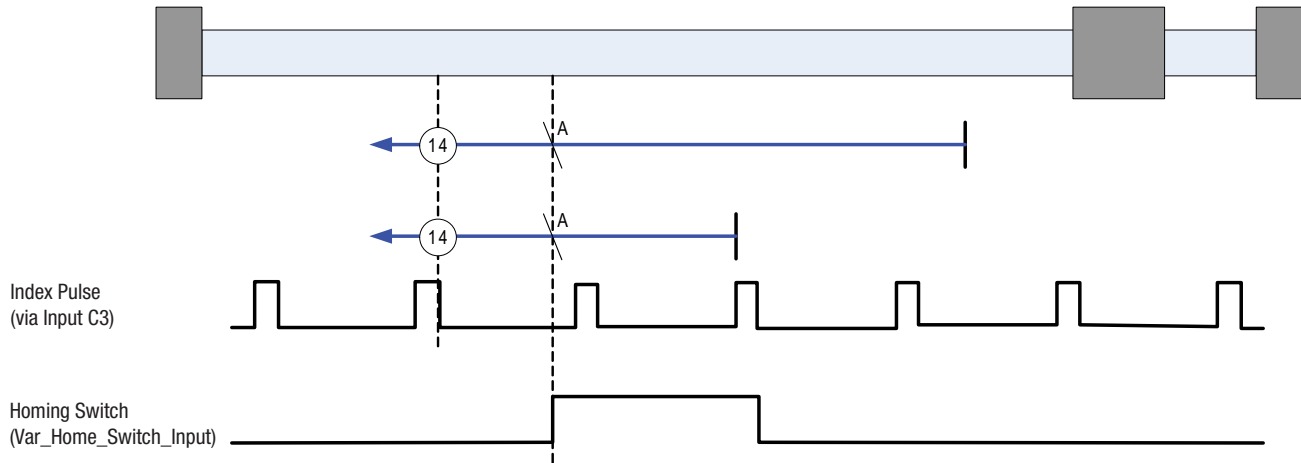 A
14
A
14
Index Pulse
(via Input C3)
Homing Switch
(Var_Home_Switch_Input)